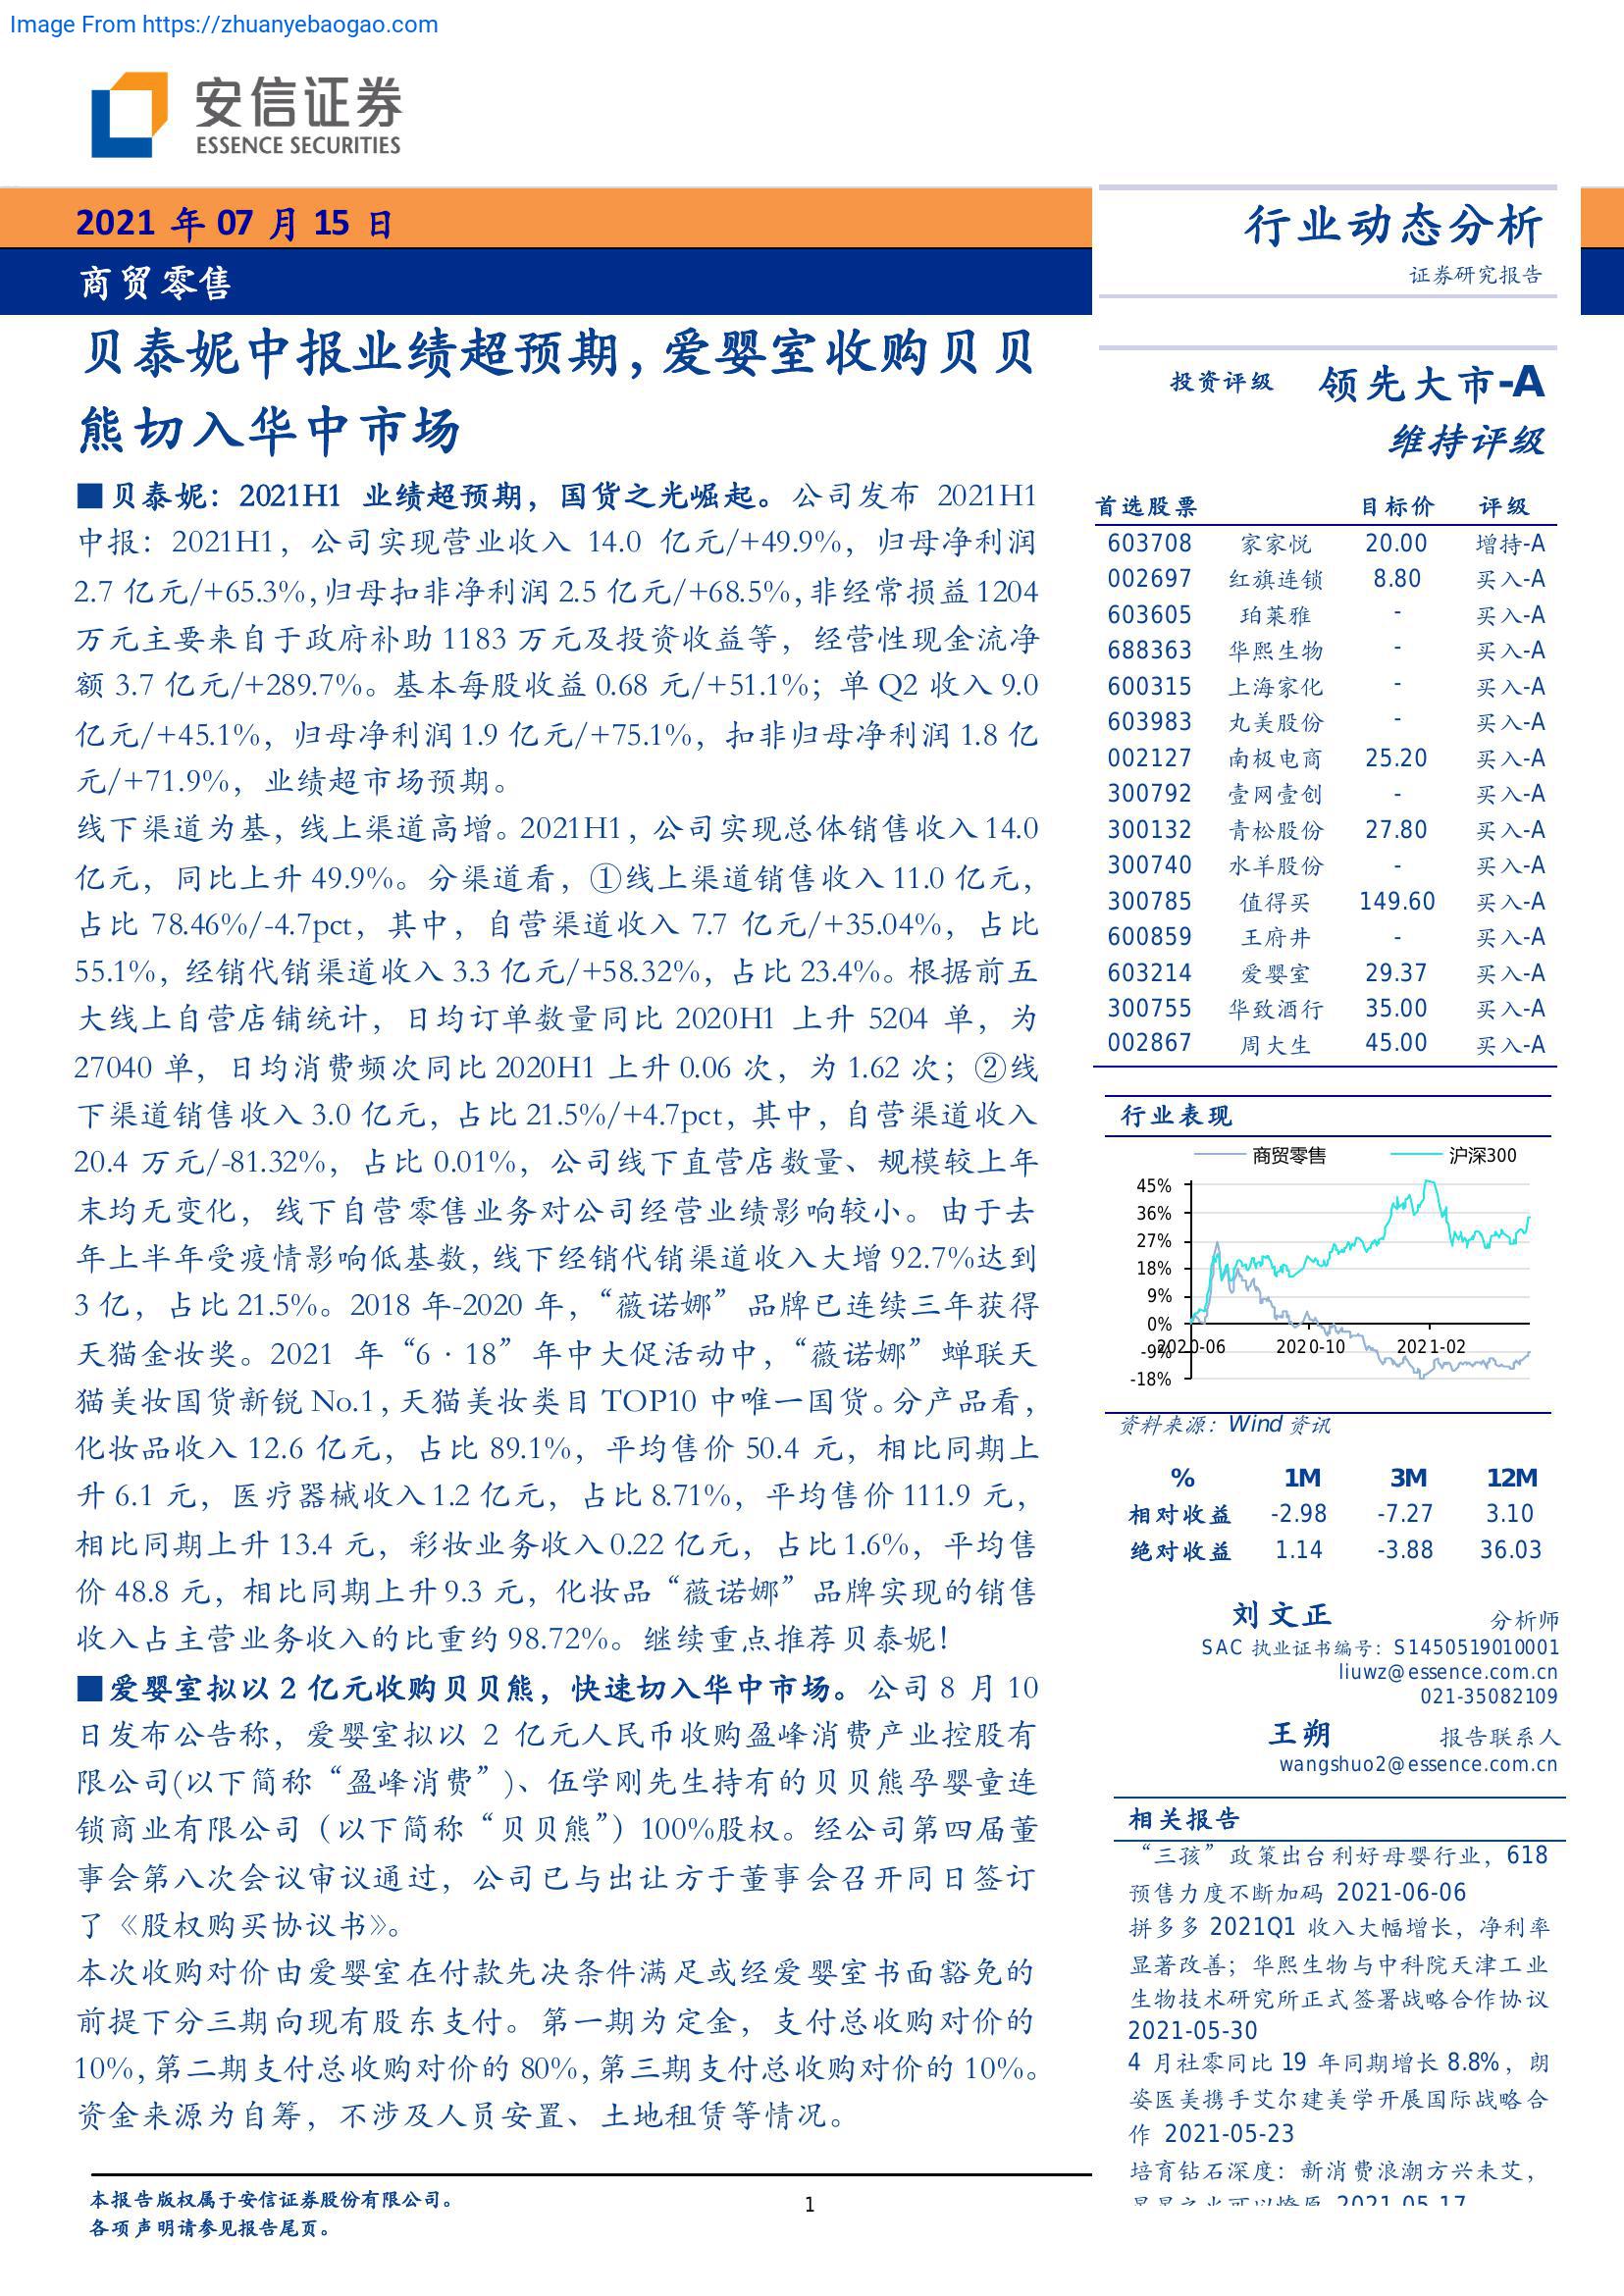 Image From https://zhuanyebaogao.com
安信证券
ESSENCE SECURITIES
2021 年 07 月 15 日
商贸零售
行业动态分析
证券研究报告
贝泰妮中报业绩超预期，爱婴室收购贝贝
熊切入华中市场
■贝泰妮：2021H1 业绩超预期，国货之光崛起。公司发布 2021H1
中报：2021H1，公司实现营业收入 14.0 亿元/+49.9%，归母净利润
2.7 亿元/+65.3%，归母扣非净利润 2.5 亿元/+68.5%，非经常损益 1204
万元主要来自于政府补助 1183 万元及投资收益等，经营性现金流净
额 3.7 亿元/+289.7%。基本每股收益 0.68 元/+51.1%；单 Q2 收入 9.0
亿元/+45.1%，归母净利润 1.9 亿元/+75.1%，扣非归母净利润 1.8 亿
元/+71.9%，业绩超市场预期。
线下渠道为基，线上渠道高增。2021H1，公司实现总体销售收入 14.0
亿元，同比上升 49.9%。分渠道看，①线上渠道销售收入 11.0 亿元，
占比 78.46%/-4.7pct，其中，自营渠道收入 7.7 亿元/+35.04%，占比
55.1%，经销代销渠道收入 3.3 亿元/+58.32%，占比 23.4%。根据前五
大线上自营店铺统计，日均订单数量同比 2020H1 上升 5204 单，为
27040 单，日均消费频次同比 2020H1 上升 0.06 次，为 1.62 次；②线
下渠道销售收入 3.0 亿元，占比 21.5%/+4.7pct，其中，自营渠道收入
20.4 万元/-81.32%，占比 0.01%，公司线下直营店数量、规模较上年
末均无变化，线下自营零售业务对公司经营业绩影响较小。由于去
年上半年受疫情影响低基数，线下经销代销渠道收入大增 92.7%达到
3 亿，占比 21.5%。2018 年-2020 年，“薇诺娜”品牌已连续三年获得
天猫金妆奖。2021 年“6·18”年中大促活动中，“薇诺娜”蝉联天
猫美妆国货新锐 No.1，天猫美妆类目 TOP10 中唯一国货。分产品看，
化妆品收入 12.6 亿元，占比 89.1%，平均售价 50.4 元，相比同期上
升 6.1 元，医疗器械收入 1.2 亿元，占比 8.71%，平均售价 111.9 元，
相比同期上升 13.4 元，彩妆业务收入 0.22 亿元，占比 1.6%，平均售
价 48.8 元，相比同期上升 9.3 元，化妆品“薇诺娜”品牌实现的销售
收入占主营业务收入的比重约 98.72%。继续重点推荐贝泰妮！
■爱婴室拟以 2 亿元收购贝贝熊，快速切入华中市场。公司 8 月 10
日发布公告称，爱婴室拟以 2 亿元人民币收购盈峰消费产业控股有
限公司(以下简称“盈峰消费”)、伍学刚先生持有的贝贝熊孕婴童连
锁商业有限公司（以下简称“贝贝熊”）100%股权。经公司第四届董
事会第八次会议审议通过，公司已与出让方于董事会召开同日签订
了《股权购买协议书》。
本次收购对价由爱婴室在付款先决条件满足或经爱婴室书面豁免的
前提下分三期向现有股东支付。第一期为定金，支付总收购对价的
10%，第二期支付总收购对价的 80%，第三期支付总收购对价的 10%。
资金来源为自筹，不涉及人员安置、土地租赁等情况。
投资评级 领先大市-A
维持评级
首选股票 目标价 评级
603708 家家悦 20.00 增持-A
002697 红旗连锁 8.80 买入-A
603605 珀莱雅 - 买入-A
688363 华熙生物 - 买入-A
600315 上海家化 - 买入-A
603983 丸美股份 - 买入-A
002127 南极电商 25.20 买入-A
300792 壹网壹创 - 买入-A
300132 青松股份 27.80 买入-A
300740 水羊股份 - 买入-A
300785 值得买 149.60 买入-A
600859 王府井 - 买入-A
603214 爱婴室 29.37 买入-A
300755 华致酒行 35.00 买入-A
002867 周大生 45.00 买入-A
行业表现
商贸零售 沪深300
45%
36%
27%
18%
9%
0%
-9%
-18%
2020-06 2020-10 2021-02
资料来源：Wind 资讯
% 1M 3M 12M
相对收益 -2.98 -7.27 3.10
绝对收益 1.14 -3.88 36.03
刘文正 分析师
SAC 执业证书编号：S1450519010001
liuwz@essence.com.cn
021-35082109
王朔 报告联系人
wangshuo2@essence.com.cn
相关报告
“三孩”政策出台利好母婴行业，618
预售力度不断加码 2021-06-06
拼多多 2021Q1 收入大幅增长，净利率
显著改善；华熙生物与中科院天津工业
生物技术研究所正式签署战略合作协议
2021-05-30
4 月社零同比 19 年同期增长 8.8%，朗
姿医美携手艾尔建美学开展国际战略合
作 2021-05-23
培育钻石深度：新消费浪潮方兴未艾，
2021-05-17
本报告版权属于安信证券股份有限公司。
各项声明请参见报告尾页。
1